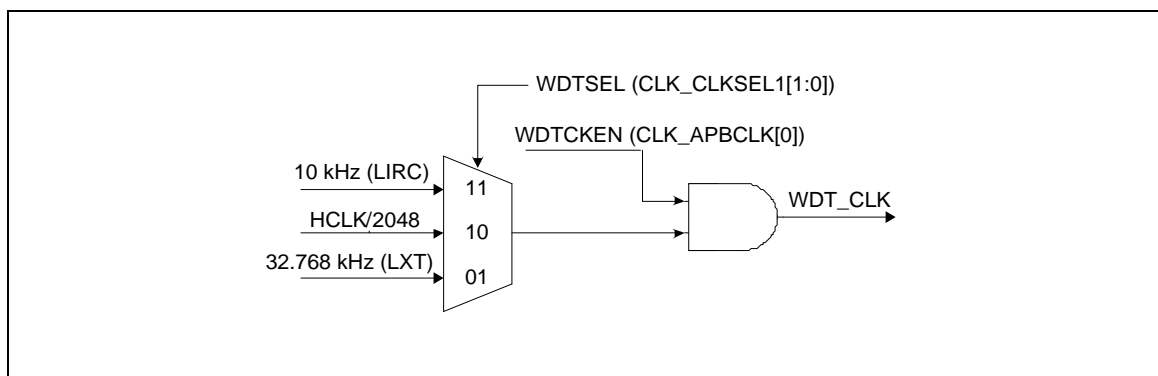 WDTSEL (CLK_CLKSEL1[1:0])
WDTCKEN (CLK_APBCLK[0])
10 kHz (LIRC)
11
WDT_CLK
HCLK/2048
10
32.768 kHz (LXT)
01